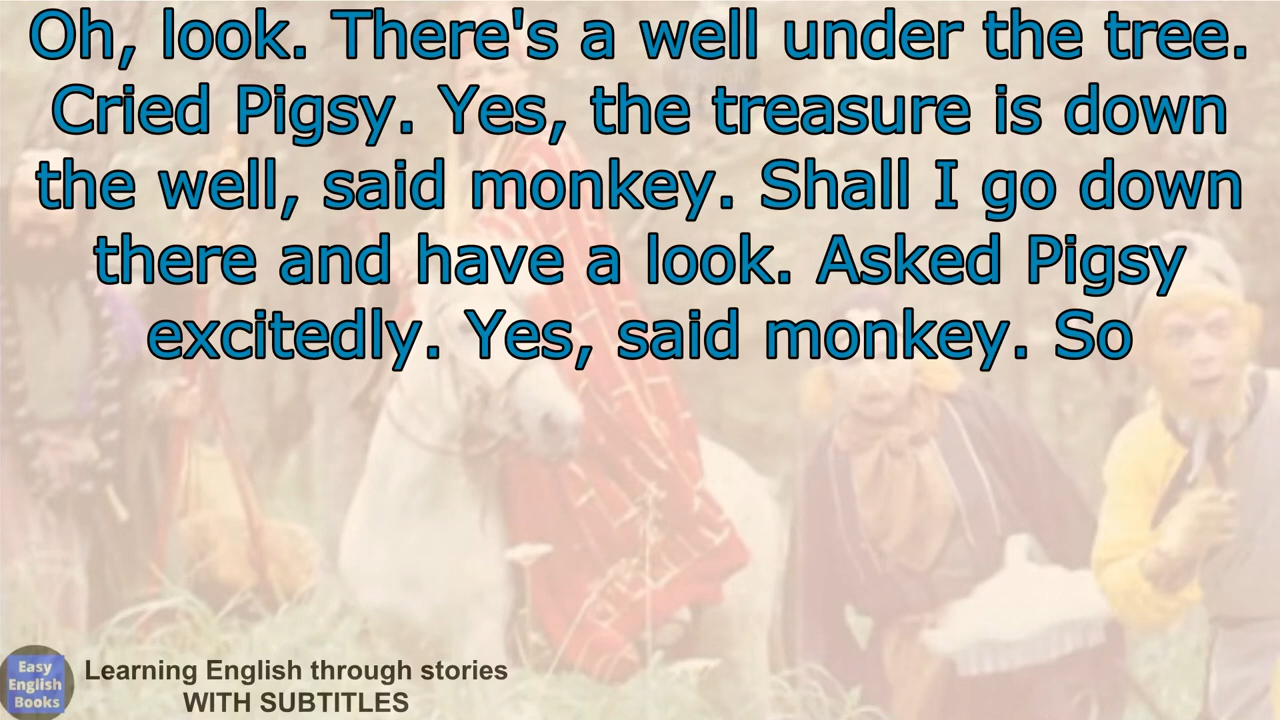 Oh, look. There's a well under the tree.
Cried Pigsy. Yes, the treasure is down
the well, said monkey. Shall I go down
there and have a look. Asked Pigsy
excitedly. Yes, said monkey. So
Easy
English
Books
Learning English through stories
WITH SUBTITLES